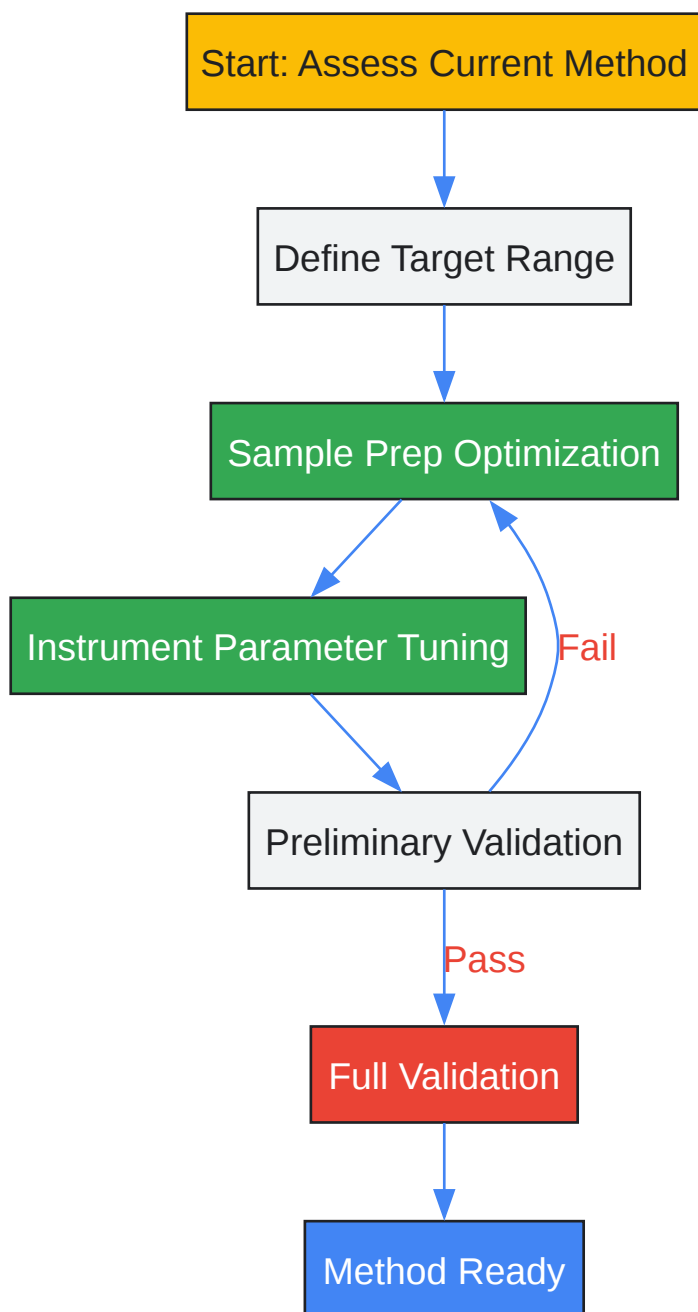 Start: Assess Current Method
Define Target Range
Sample Prep Optimization
Instrument Parameter Tuning
Fail
Preliminary Validation
Pass
Full Validation
Method Ready